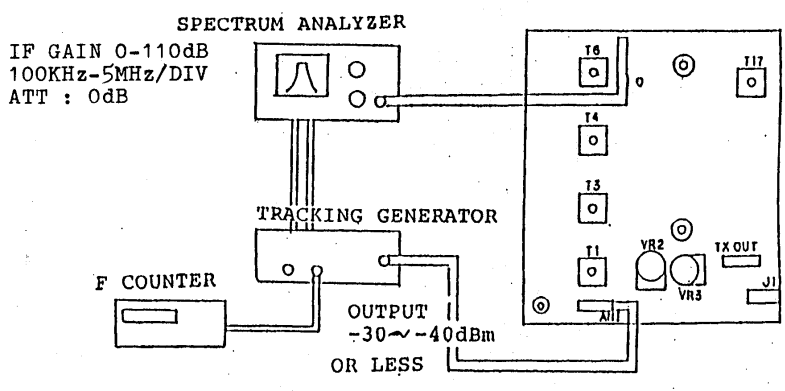 SPECTRUM ANALYZER
IF GAIN 0-110dB
100KHz-5MHz/DIV
ATT : 0dB
T6
T17
T4
T3
TRACKING GENERATOR
T1
VR2
TX OUT
VR3
J1
F COUNTER
OUTPUT
-30~-40dBm
OR LESS